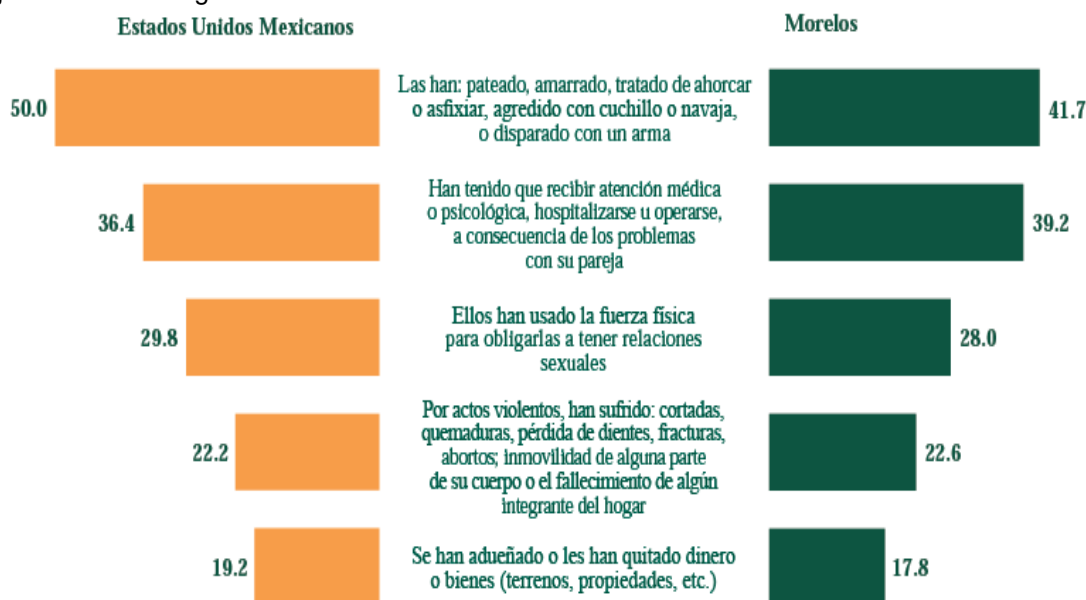 Estados Unidos Mexicanos
Morelos
50.0
Las han: pateado, amarrado, tratado de ahorcar
o asfixiar, agredido con cuchillo o navaja,
o disparado con un arma
41.7
36.4
Han tenido que recibir atención médica
o psicológica, hospitalizarse u operarse,
a consecuencia de los problemas
con su pareja
39.2
29.8
Ellos han usado la fuerza física
para obligarlas a tener relaciones
sexuales
28.0
22.2
Por actos violentos, han sufrido: cortadas,
quemaduras, pérdida de dientes, fracturas,
abortos; inmovilidad de alguna parte
de su cuerpo o el fallecimiento de algún
integrante del hogar
22.6
19.2
Se han adueñado o les han quitado dinero
o bienes (terrenos, propiedades, etc.)
17.8